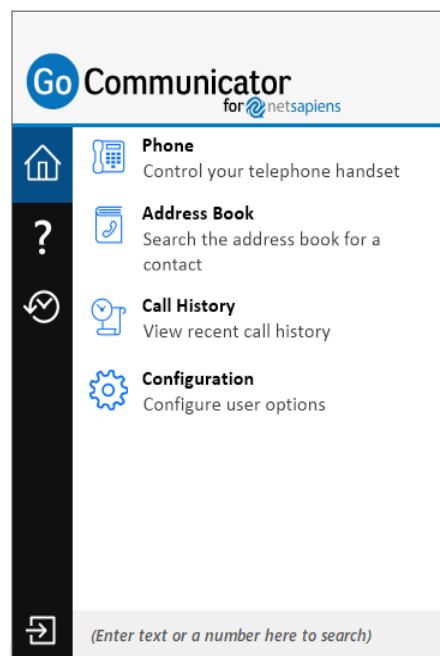 Go Communicator
for netsapiens
Phone
Control your telephone handset
Address Book
Search the address book for a
contact
Call History
View recent call history
?
Configuration
Configure user options
(Enter text or a number here to search)